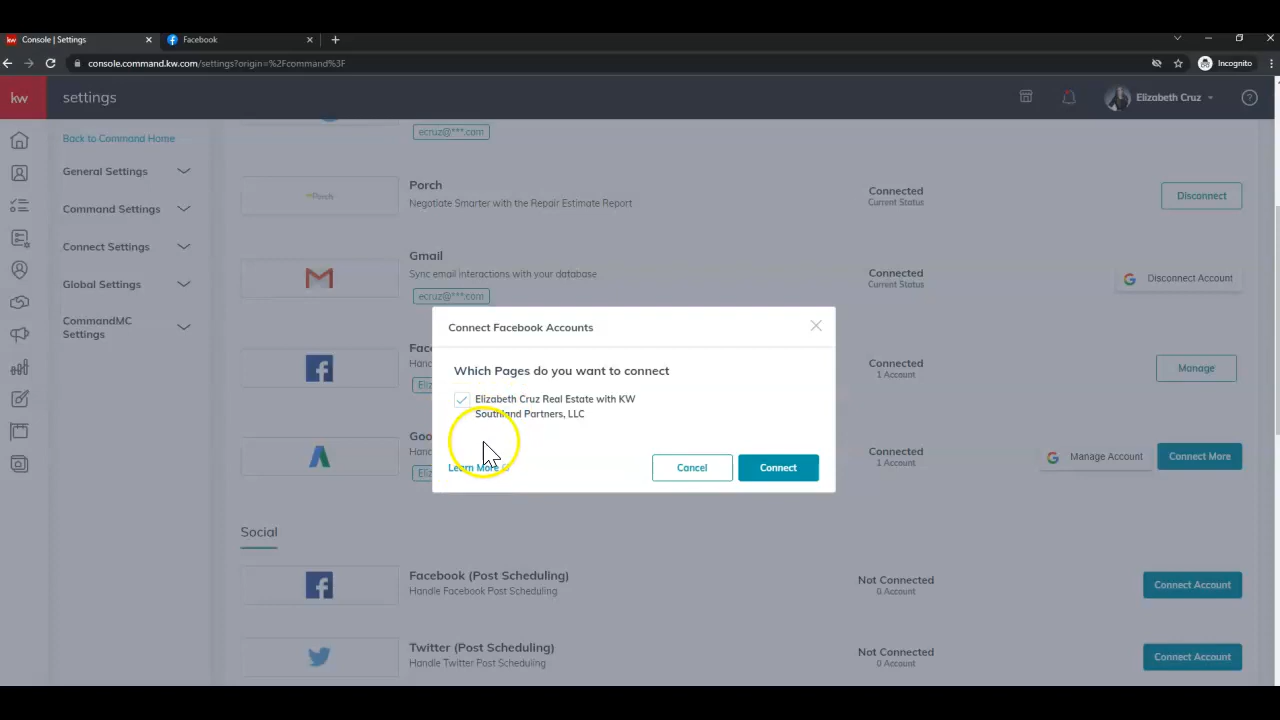 Console | Settings
Facebook
console.command.kw.com/settings?origin=%2Fcommand%2F
Incognito
kw
settings
Elizabeth Cruz
Back to Command Home
General Settings
Command Settings
Connect Settings
Global Settings
CommandMC
Settings
ecruz@***.com
Porch
Porch
Negotiate Smarter with the Repair Estimate Report
Connected
Current Status
Disconnect
Gmail
Sync email interactions with your database
ecruz@***.com
Connected
Current Status
Disconnect Account
Connect Facebook Accounts
Which Pages do you want to connect
Elizabeth Cruz Real Estate with KW
Southland Partners, LLC
Learn More
Cancel
Connect
Connected
1 Account
Manage
Connected
1 Account
Manage Account
Connect More
Social
Facebook (Post Scheduling)
Handle Facebook Post Scheduling
Not Connected
0 Account
Connect Account
Twitter (Post Scheduling)
Handle Twitter Post Scheduling
Not Connected
0 Account
Connect Account